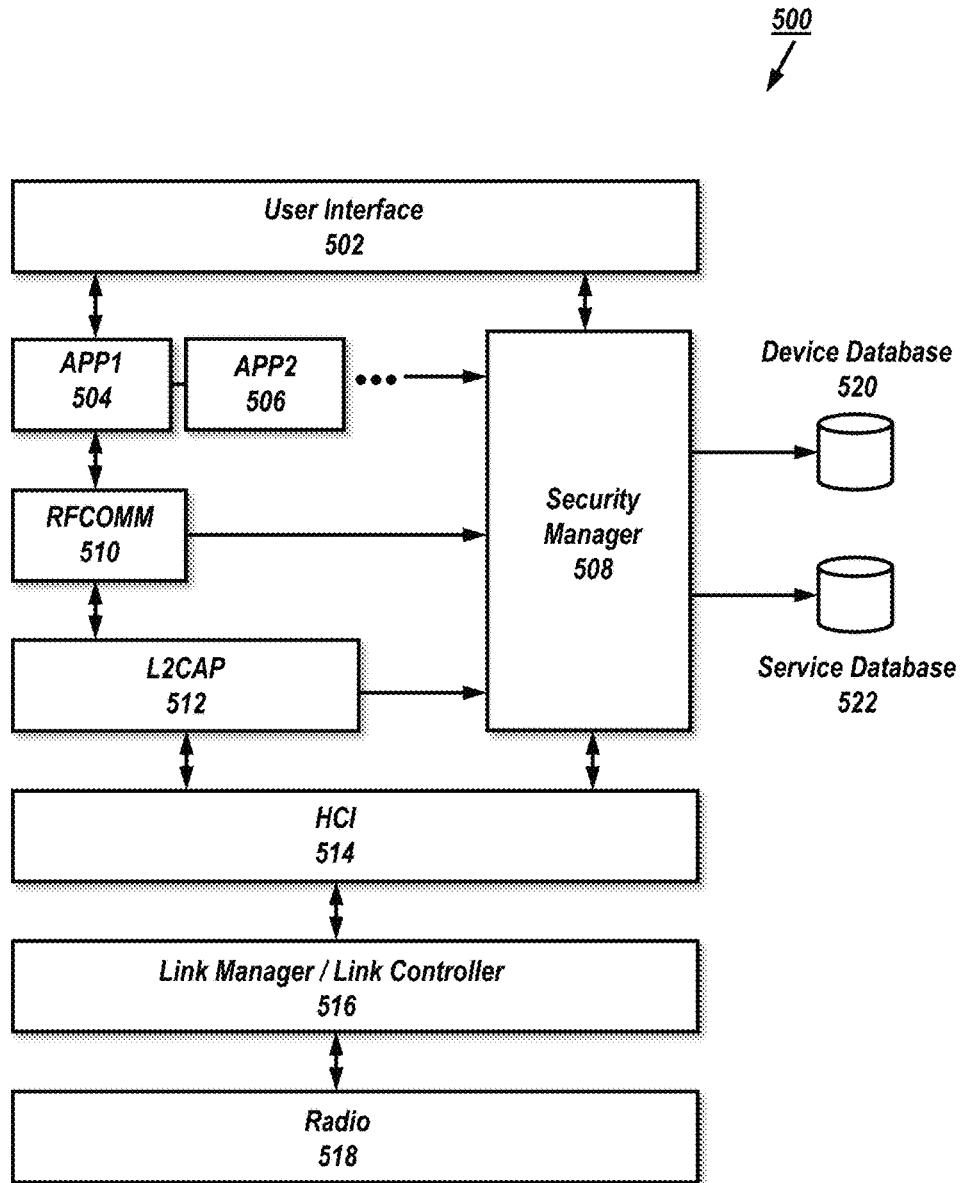 500
User Interface
502
APP1
504
APP2
506
Device Database
520
RFCOMM
510
Security
Manager
508
L2CAP
512
Service Database
522
HCI
514
Link Manager / Link Controller
516
Radio
518